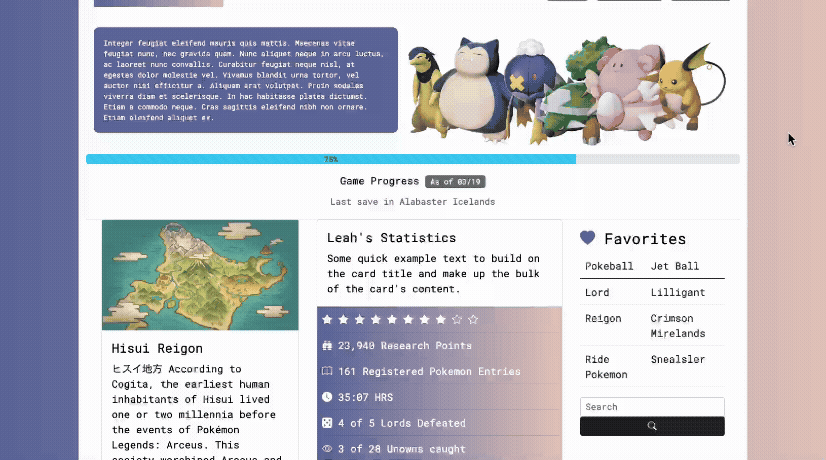 Integer feugiat eleifend mauris quis mattis. Maecenas vitae
feugiat nunc, nec gravida quam. Nunc aliquet neque in arcu luctus,
ac laoreet nunc convallis. Curabitur feugiat neque nisl, at
egestas dolor molestie vel. Vivamus blandit urna tortor, vel
auctor nisi efficitur a. Aliquam erat volutpat. Proin sodales
viverra diam et scelerisque. In hac habitasse platea dictumst.
Etiam a commodo neque. Cras sagittis eleifend nibh non ornare.
Etiam eleifend aliquet ex.
75%
Game Progress As of 03/19
Last save in Alabaster Icelands
Hisui Reigon
ヒスイ地方 According to
Cogita, the earliest human
inhabitants of Hisui lived
one or two millennia before
the events of Pokémon
Legends: Arceus. This
society worshiped Arceus and
Leah's Statistics
Some quick example text to build on
the card title and make up the bulk
of the card's content.
23,940 Research Points
161 Registered Pokemon Entries
35:07 HRS
4 of 5 Lords Defeated
3 of 28 Unowns caught
Favorites
Pokeball Jet Ball
Lord Lilligant
Reigon Crimson
Mirelands
Ride Snealsler
Pokemon
Search